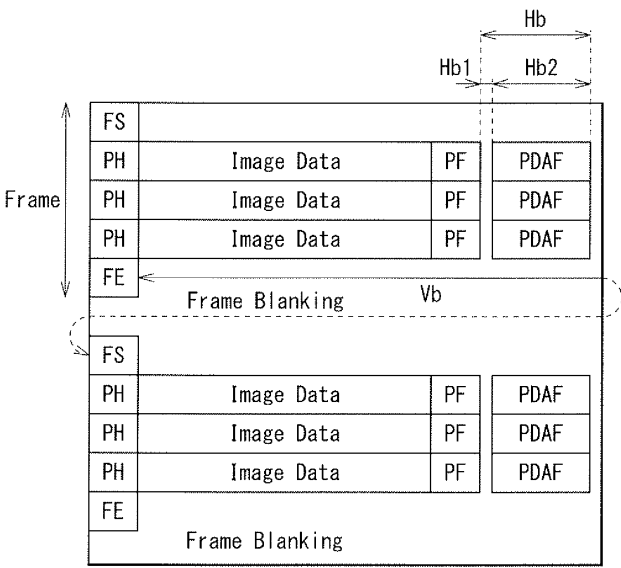 Hb
Hb1 Hb2
FS
PH Image Data PF PDAF
Frame PH Image Data PF PDAF
PH Image Data PF PDAF
FE
Frame Blanking Vb
FS
PH Image Data PF PDAF
PH Image Data PF PDAF
PH Image Data PF PDAF
FE
Frame Blanking